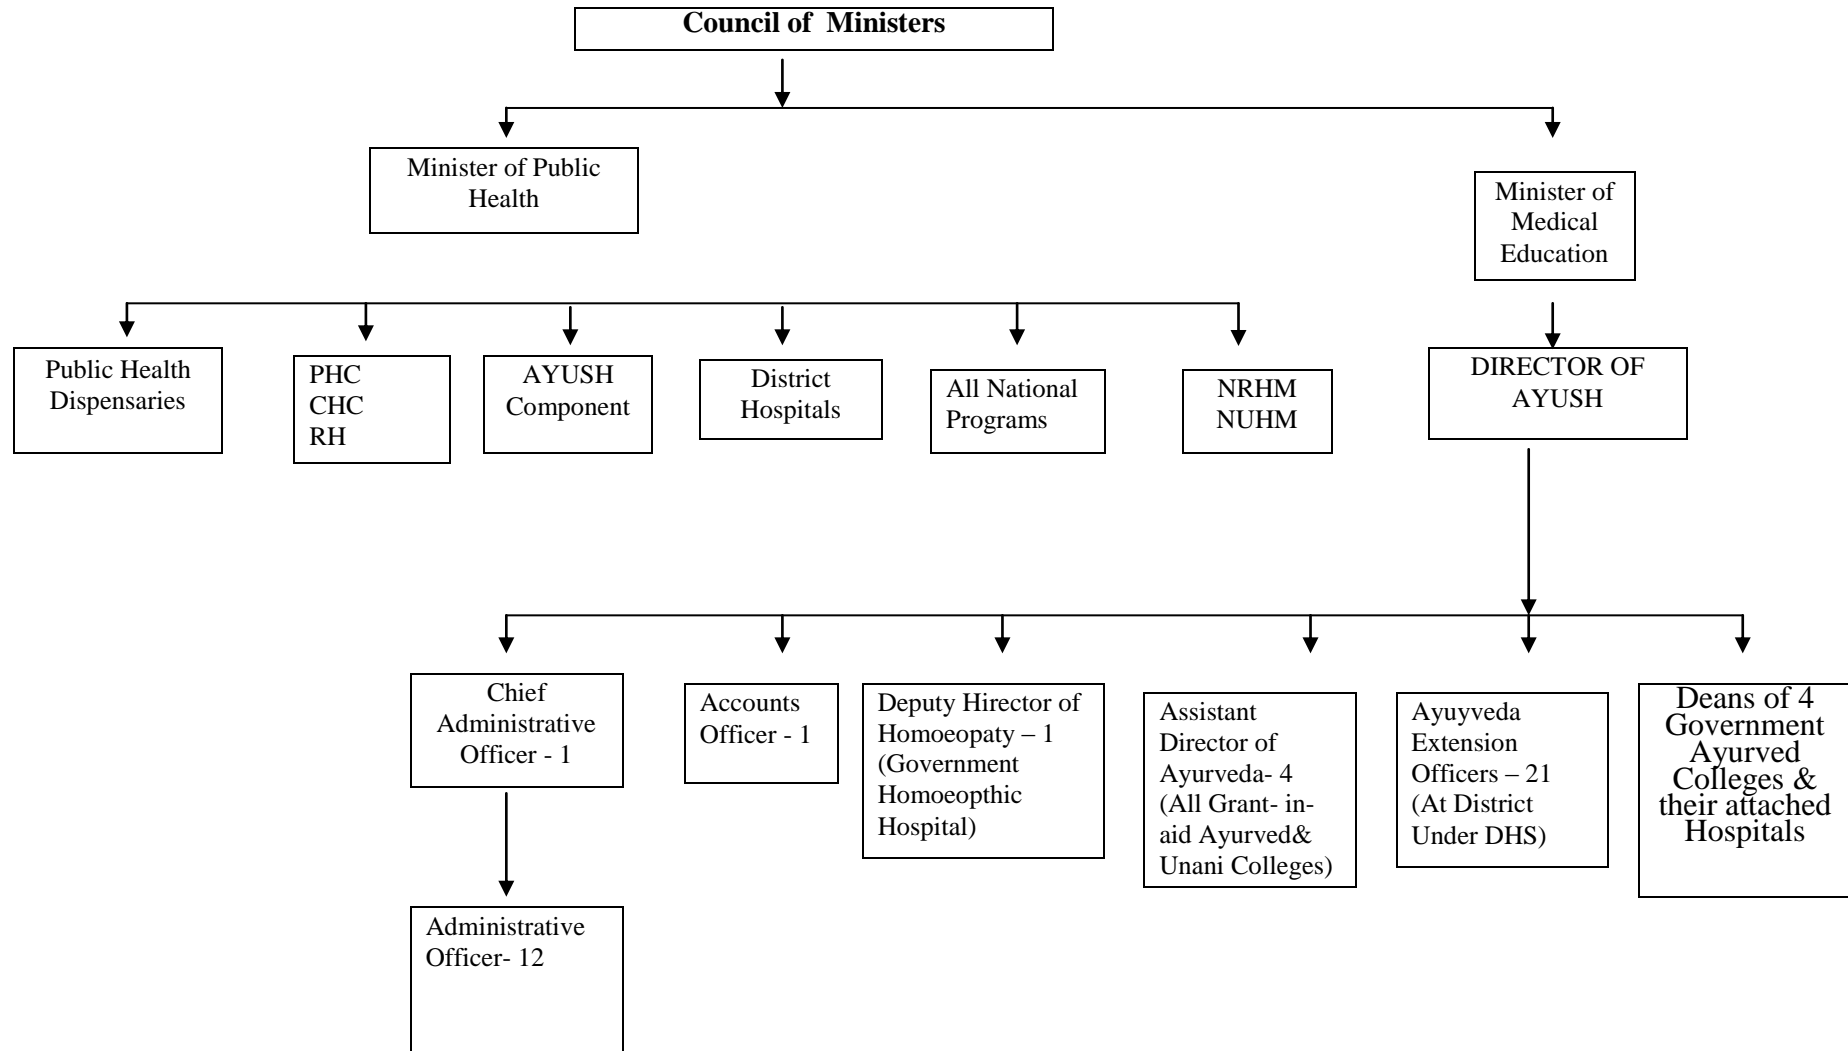 Council of  Ministers
Minister of Public
Health
Minister of
Medical
Education
Public Health
Dispensaries
PHC
CHC
RH
AYUSH
Component
District
Hospitals
All National
Programs
NRHM
NUHM
DIRECTOR OF
AYUSH
Chief
Administrative
Officer - 1
Accounts
Officer - 1
Deputy Hirector of
Homoeopaty – 1
(Government
Homoeopthic
Hospital)
Assistant
Director of
Ayurveda- 4
(All Grant- in-
aid Ayurved&
Unani Colleges)
Ayuyveda
Extension
Officers – 21
(At District
Under DHS)
Deans of 4
Government
Ayurved
Colleges &
their attached
Hospitals
Administrative
Officer- 12